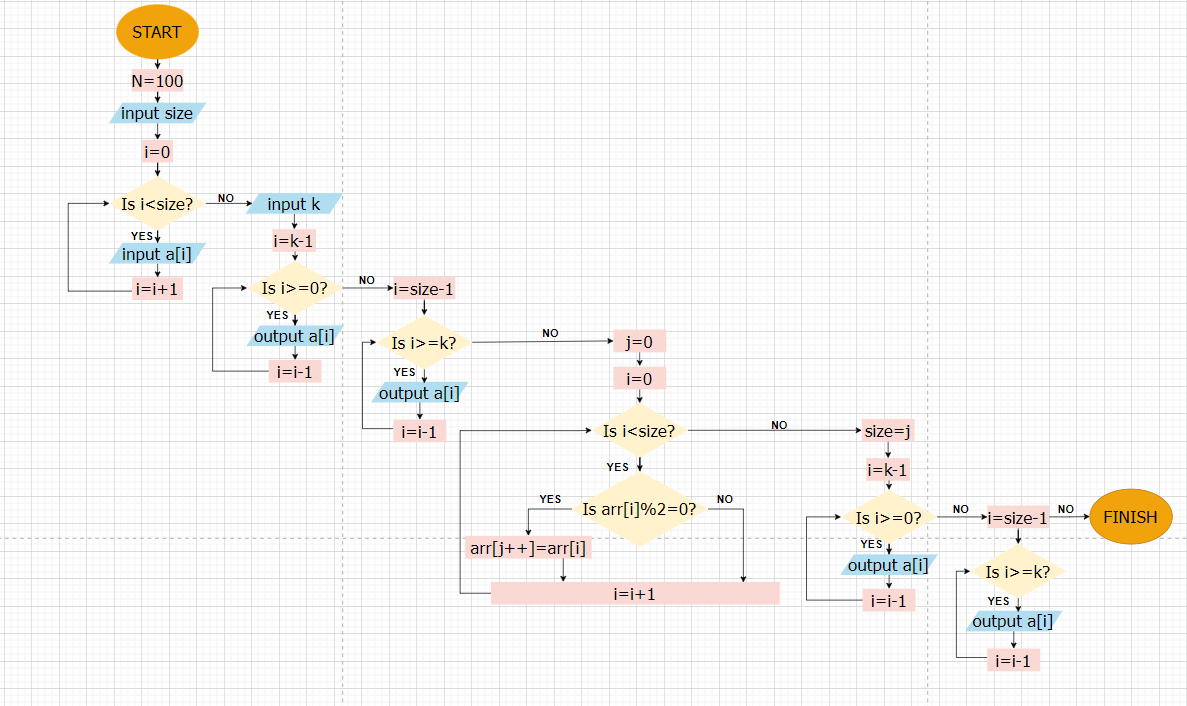 START
N=100
input size
i=0
Is i<size?
NO
YES
input a[i]
i=i+1
input k
i=k-1
Is i>=0?
NO
YES
output a[i]
i=i-1
i=size-1
Is i>=k?
NO
YES
output a[i]
i=i-1
j=0
i=0
Is i<size?
NO
YES
Is arr[i]%2=0?
YES
NO
arr[j++]=arr[i]
i=i+1
size=j
i=k-1
Is i>=0?
NO
YES
output a[i]
i=i-1
i=size-1
NO
FINISH
Is i>=k?
YES
output a[i]
i=i-1